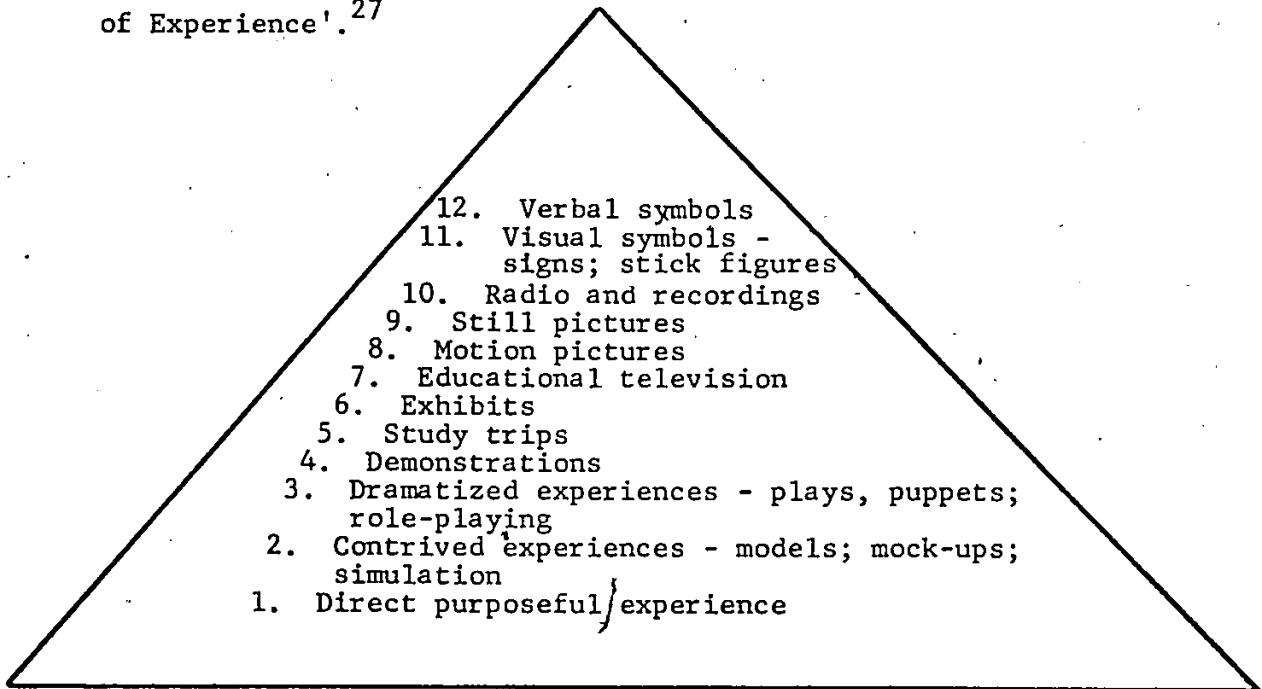 of Experience'.27
12. Verbal symbols
11. Visual symbols -
signs; stick figures
10. Radio and recordings
9. Still pictures
8. Motion pictures
7. Educational television
6. Exhibits
5. Study trips
4. Demonstrations
3. Dramatized experiences - plays, puppets;
role-playing
2. Contrived experiences - models; mock-ups;
simulation
1. Direct purposeful experience